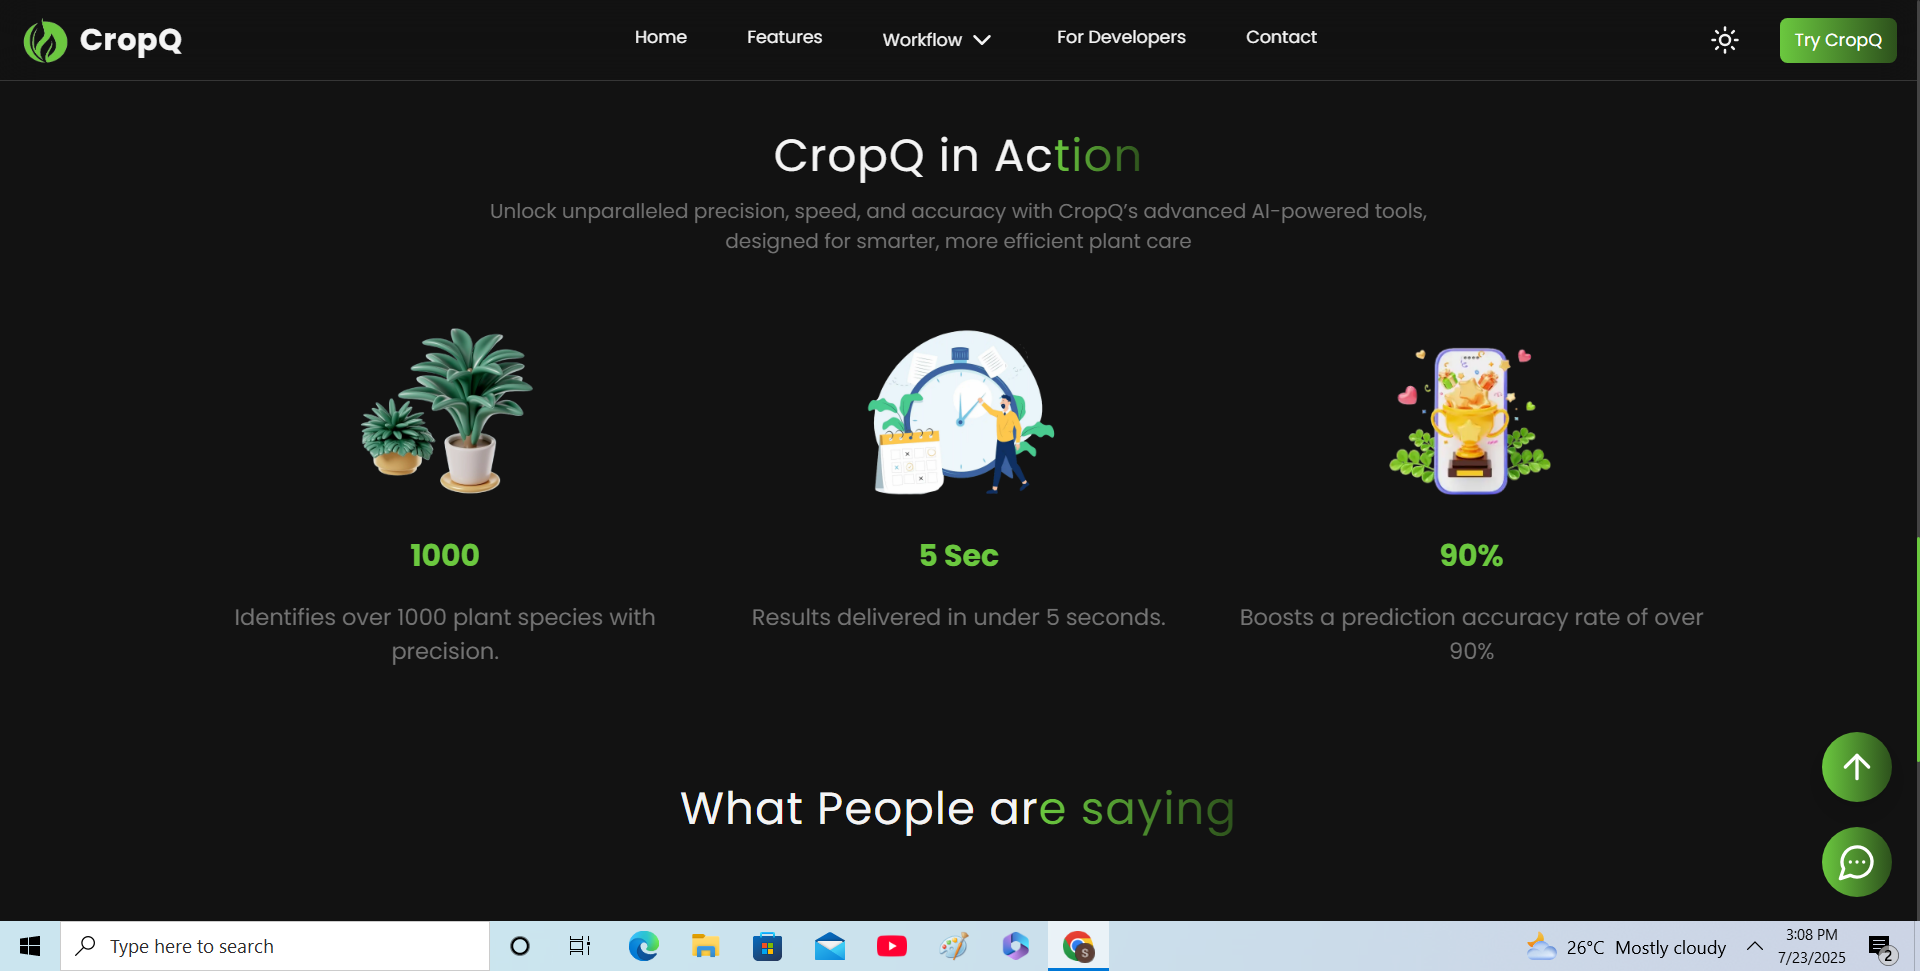 CropQ
Home
Features
Workflow
For Developers
Contact
Try CropQ
CropQ in Action
Unlock unparalleled precision, speed, and accuracy with CropQ’s advanced AI-powered tools,
designed for smarter, more efficient plant care
1000
Identifies over 1000 plant species with
precision.
5 Sec
Results delivered in under 5 seconds.
90%
Boosts a prediction accuracy rate of over
90%
What People are saying
Type here to search
S
26°C Mostly cloudy
3:08 PM
7/23/2025
2